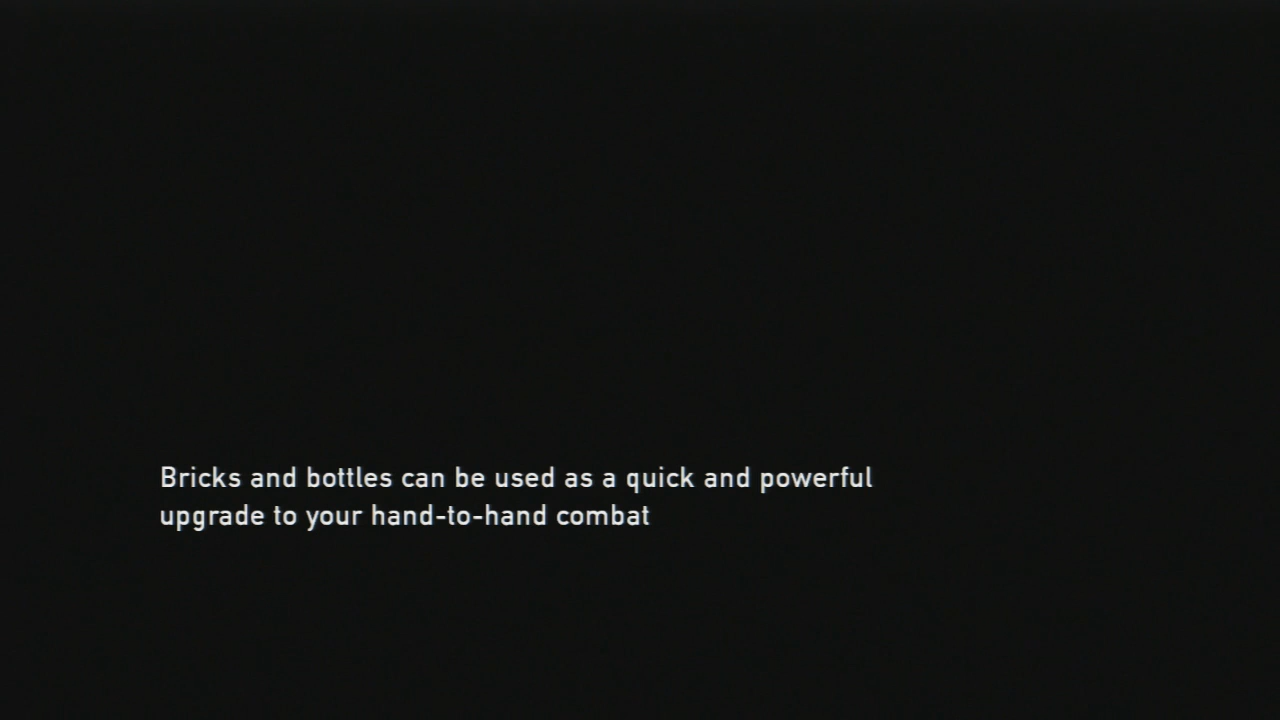 Bricks and bottles can be used as a quick and powerful
upgrade to your hand-to-hand combat